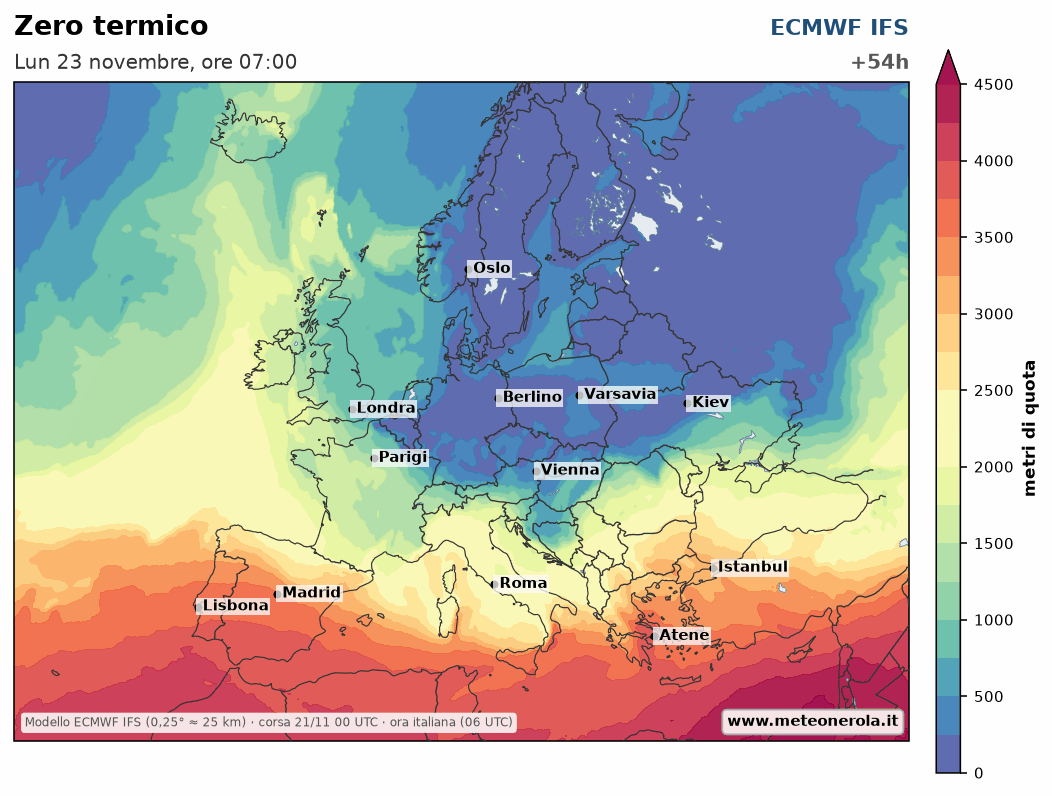 Zero termico
ECMWF IFS
Lun 23 novembre, ore 07:00
+54h
4500
4000
3500
3000
2500
2000
1500
1000
500
0
metri di quota
Oslo
Berlino
Varsavia
Kiev
Londra
Parigi
Vienna
Istanbul
Roma
Madrid
Lisbona
Atene
Modello ECMWF IFS (0,25° ≈ 25 km) · corsa 21/11 00 UTC · ora italiana (06 UTC)
www.meteonerola.it